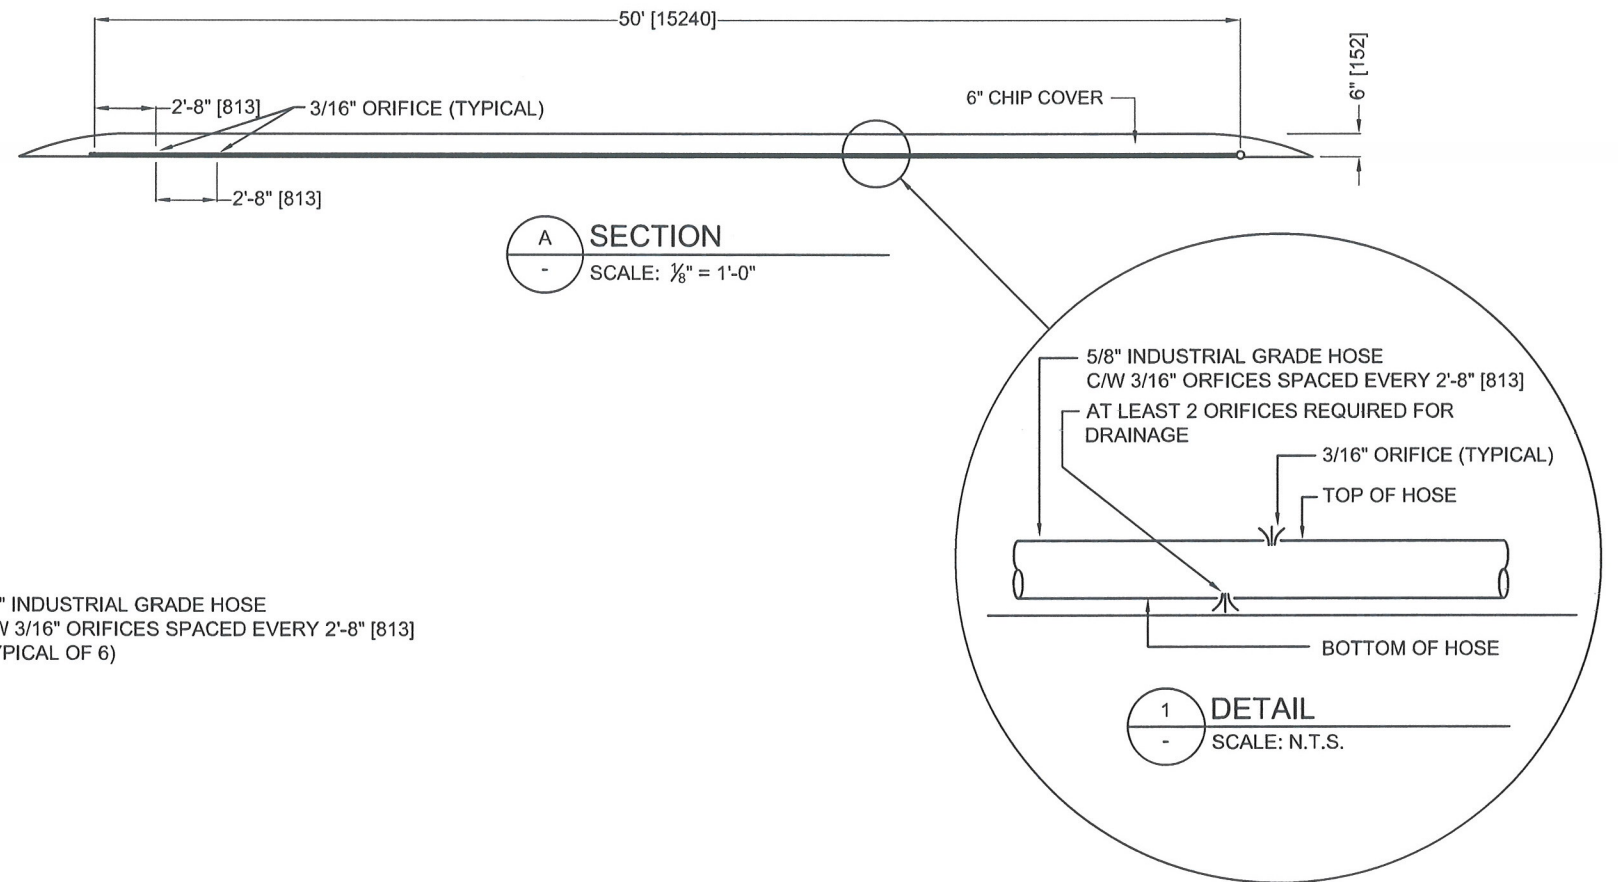 50' [15240]
6" [152]
2'-8" [813]
3/16" ORIFICE (TYPICAL)
6" CHIP COVER
2'-8" [813]
A
-
SECTION
SCALE: ⅛" = 1'-0"
5/8" INDUSTRIAL GRADE HOSE
C/W 3/16" ORFICES SPACED EVERY 2'-8" [813]
AT LEAST 2 ORIFICES REQUIRED FOR
DRAINAGE
3/16" ORIFICE (TYPICAL)
TOP OF HOSE
" INDUSTRIAL GRADE HOSE
3/16" ORIFICES SPACED EVERY 2'-8" [813]
OF 6)
BOTTOM OF HOSE
1
-
DETAIL
SCALE: N.T.S.